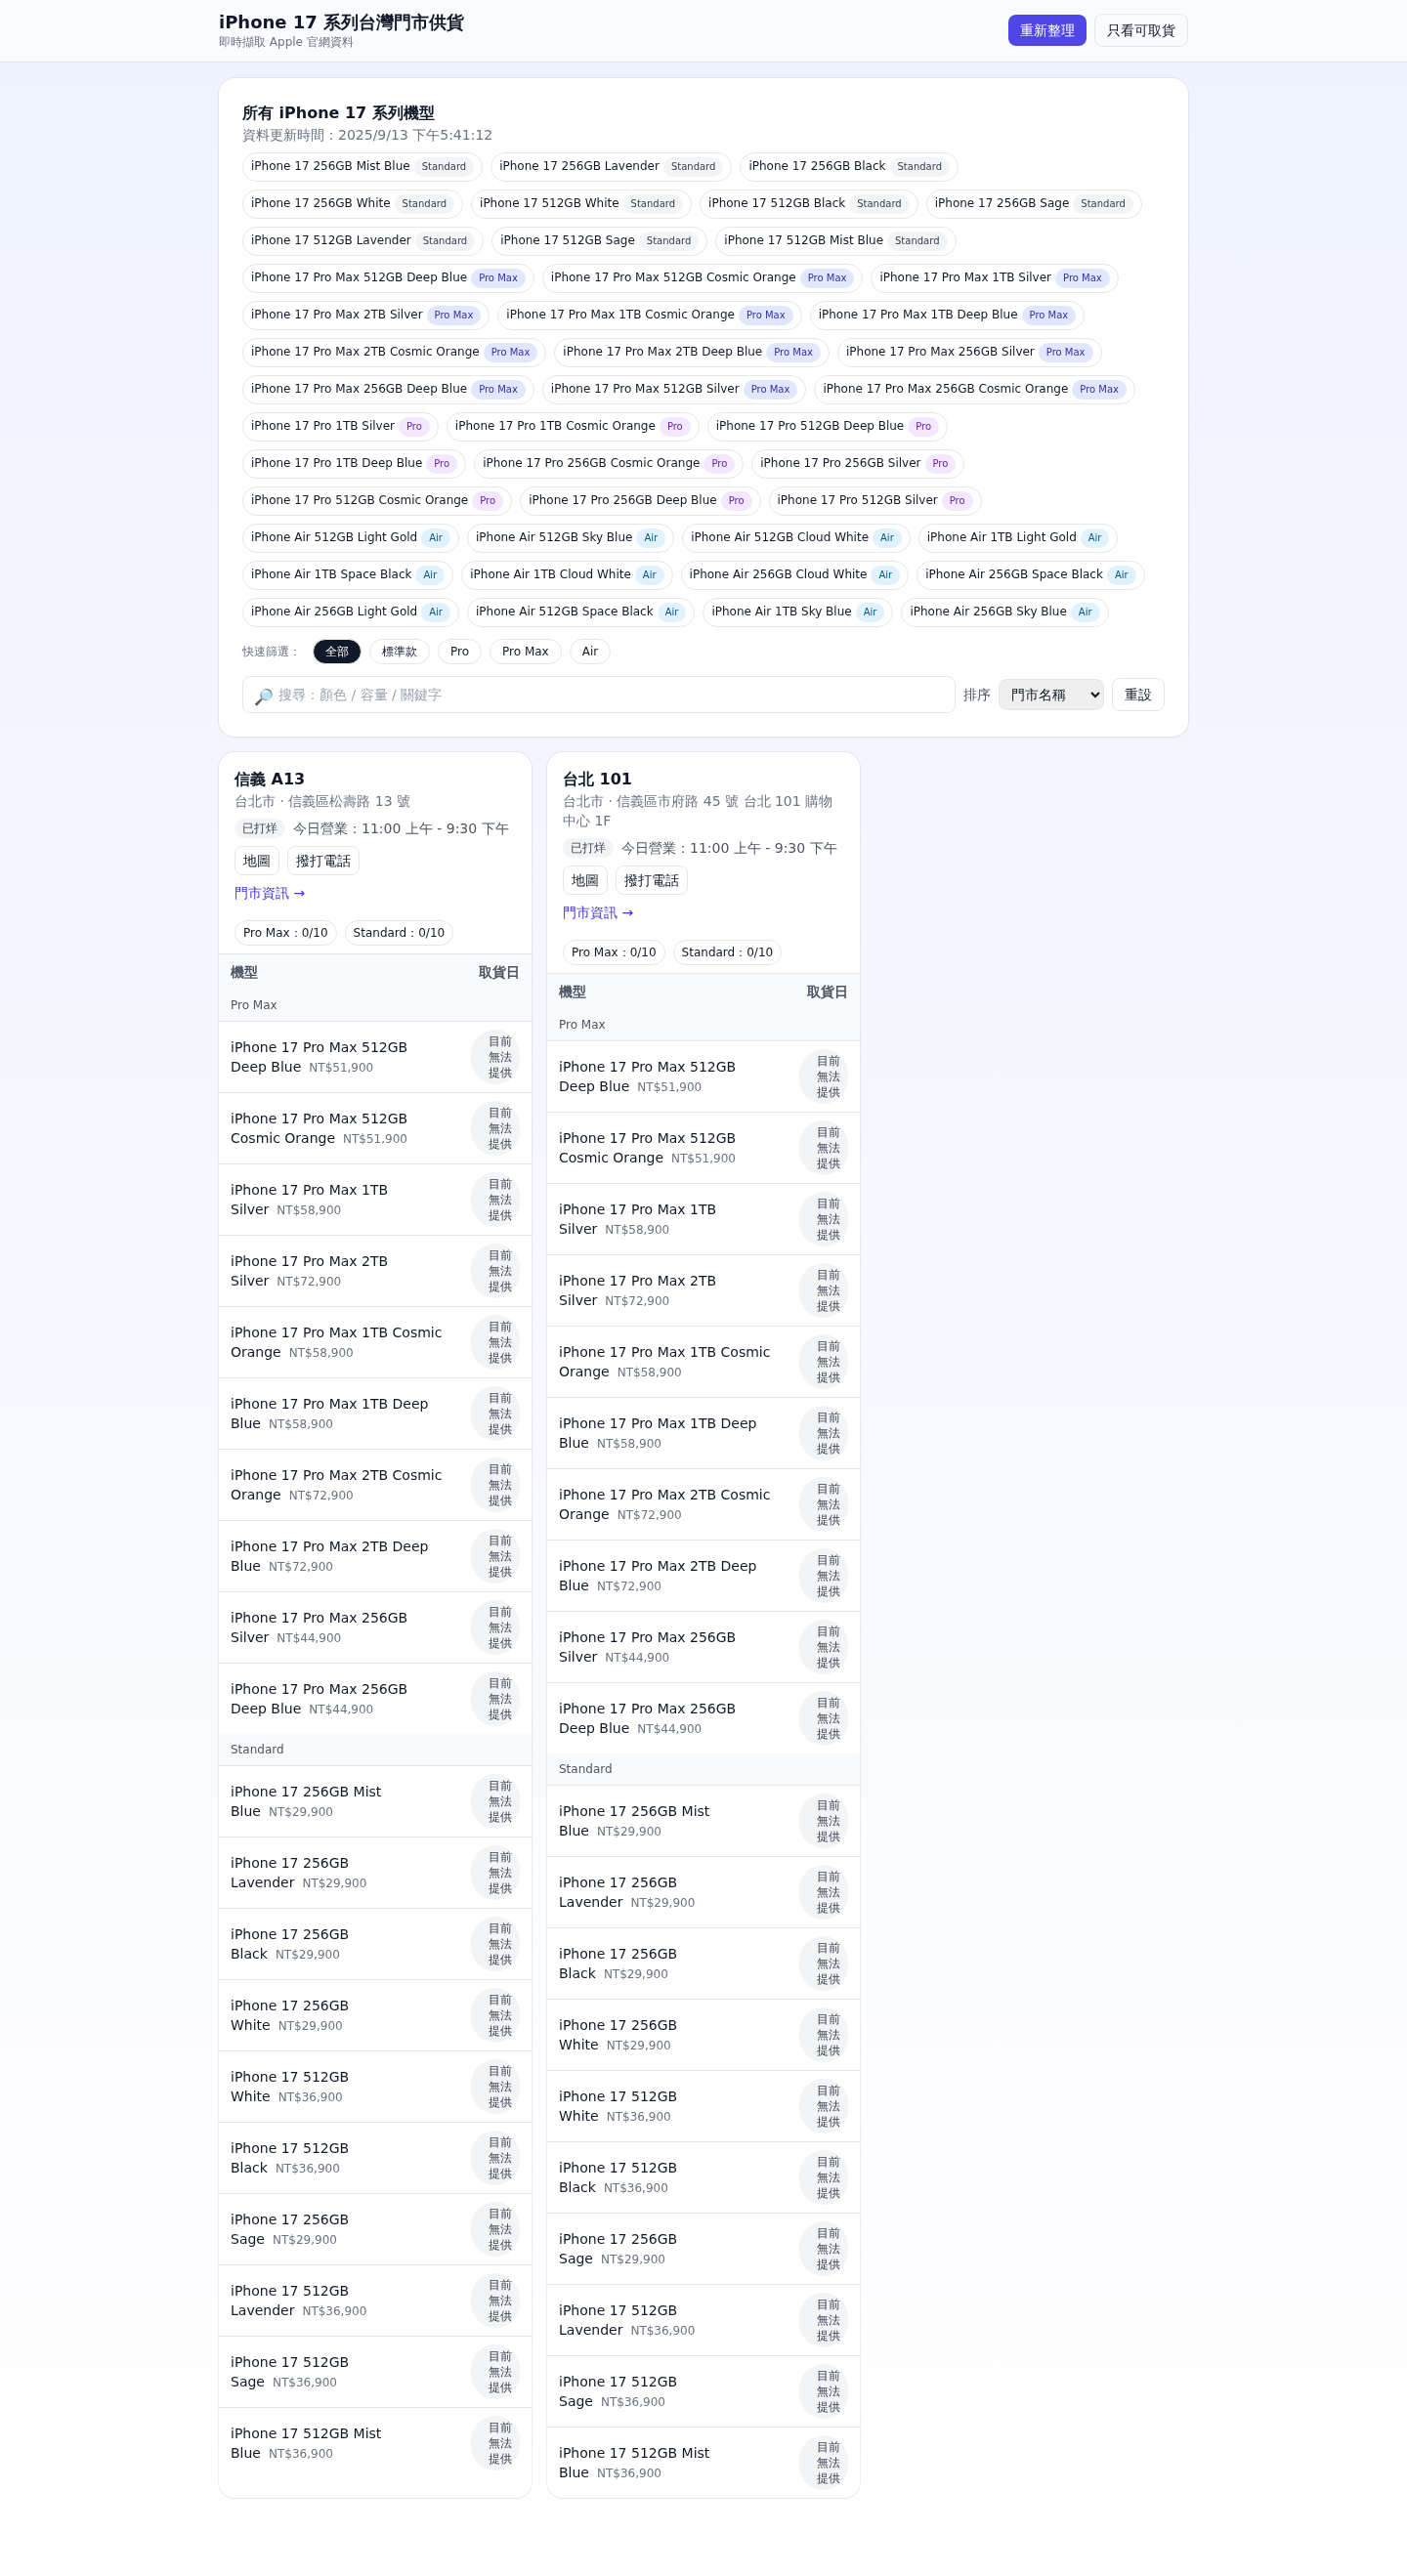 iPhone 17 系列台灣門市供貨
即時擷取 Apple 官網資料
重新整理 只看可取貨
所有 iPhone 17 系列機型
資料更新時間：2025/9/13 下午5:41:12
iPhone 17 256GB Mist Blue Standard iPhone 17 256GB Lavender Standard iPhone 17 256GB Black Standard
iPhone 17 256GB White Standard iPhone 17 512GB White Standard iPhone 17 512GB Black Standard iPhone 17 256GB Sage Standard
iPhone 17 512GB Lavender Standard iPhone 17 512GB Sage Standard iPhone 17 512GB Mist Blue Standard
iPhone 17 Pro Max 512GB Deep Blue Pro Max iPhone 17 Pro Max 512GB Cosmic Orange Pro Max iPhone 17 Pro Max 1TB Silver Pro Max
iPhone 17 Pro Max 2TB Silver Pro Max iPhone 17 Pro Max 1TB Cosmic Orange Pro Max iPhone 17 Pro Max 1TB Deep Blue Pro Max
iPhone 17 Pro Max 2TB Cosmic Orange Pro Max iPhone 17 Pro Max 2TB Deep Blue Pro Max iPhone 17 Pro Max 256GB Silver Pro Max
iPhone 17 Pro Max 256GB Deep Blue Pro Max iPhone 17 Pro Max 512GB Silver Pro Max iPhone 17 Pro Max 256GB Cosmic Orange Pro Max
iPhone 17 Pro 1TB Silver Pro iPhone 17 Pro 1TB Cosmic Orange Pro iPhone 17 Pro 512GB Deep Blue Pro
iPhone 17 Pro 1TB Deep Blue Pro iPhone 17 Pro 256GB Cosmic Orange Pro iPhone 17 Pro 256GB Silver Pro
iPhone 17 Pro 512GB Cosmic Orange Pro iPhone 17 Pro 256GB Deep Blue Pro iPhone 17 Pro 512GB Silver Pro
iPhone Air 512GB Light Gold Air iPhone Air 512GB Sky Blue Air iPhone Air 512GB Cloud White Air iPhone Air 1TB Light Gold Air
iPhone Air 1TB Space Black Air iPhone Air 1TB Cloud White Air iPhone Air 256GB Cloud White Air iPhone Air 256GB Space Black Air
iPhone Air 256GB Light Gold Air iPhone Air 512GB Space Black Air iPhone Air 1TB Sky Blue Air iPhone Air 256GB Sky Blue Air
快速篩選： 全部 標準款 Pro Pro Max Air
🔎 搜尋：顏色 / 容量 / 關鍵字 排序 門市名稱 重設
信義 A13
台北市 · 信義區松壽路 13 號
已打烊 今日營業：11:00 上午 - 9:30 下午
地圖 撥打電話
門市資訊 →
Pro Max：0/10 Standard：0/10
機型 取貨日
Pro Max
iPhone 17 Pro Max 512GB
Deep Blue NT$51,900
目前
無法
提供
iPhone 17 Pro Max 512GB
Cosmic Orange NT$51,900
目前
無法
提供
iPhone 17 Pro Max 1TB
Silver NT$58,900
目前
無法
提供
iPhone 17 Pro Max 2TB
Silver NT$72,900
目前
無法
提供
iPhone 17 Pro Max 1TB Cosmic
Orange NT$58,900
目前
無法
提供
iPhone 17 Pro Max 1TB Deep
Blue NT$58,900
目前
無法
提供
iPhone 17 Pro Max 2TB Cosmic
Orange NT$72,900
目前
無法
提供
iPhone 17 Pro Max 2TB Deep
Blue NT$72,900
目前
無法
提供
iPhone 17 Pro Max 256GB
Silver NT$44,900
目前
無法
提供
iPhone 17 Pro Max 256GB
Deep Blue NT$44,900
目前
無法
提供
Standard
iPhone 17 256GB Mist
Blue NT$29,900
目前
無法
提供
iPhone 17 256GB
Lavender NT$29,900
目前
無法
提供
iPhone 17 256GB
Black NT$29,900
目前
無法
提供
iPhone 17 256GB
White NT$29,900
目前
無法
提供
iPhone 17 512GB
White NT$36,900
目前
無法
提供
iPhone 17 512GB
Black NT$36,900
目前
無法
提供
iPhone 17 256GB
Sage NT$29,900
目前
無法
提供
iPhone 17 512GB
Lavender NT$36,900
目前
無法
提供
iPhone 17 512GB
Sage NT$36,900
目前
無法
提供
iPhone 17 512GB Mist
Blue NT$36,900
目前
無法
提供
台北 101
台北市 · 信義區市府路 45 號 台北 101 購物
中心 1F
已打烊 今日營業：11:00 上午 - 9:30 下午
地圖 撥打電話
門市資訊 →
Pro Max：0/10 Standard：0/10
機型 取貨日
Pro Max
iPhone 17 Pro Max 512GB
Deep Blue NT$51,900
目前
無法
提供
iPhone 17 Pro Max 512GB
Cosmic Orange NT$51,900
目前
無法
提供
iPhone 17 Pro Max 1TB
Silver NT$58,900
目前
無法
提供
iPhone 17 Pro Max 2TB
Silver NT$72,900
目前
無法
提供
iPhone 17 Pro Max 1TB Cosmic
Orange NT$58,900
目前
無法
提供
iPhone 17 Pro Max 1TB Deep
Blue NT$58,900
目前
無法
提供
iPhone 17 Pro Max 2TB Cosmic
Orange NT$72,900
目前
無法
提供
iPhone 17 Pro Max 2TB Deep
Blue NT$72,900
目前
無法
提供
iPhone 17 Pro Max 256GB
Silver NT$44,900
目前
無法
提供
iPhone 17 Pro Max 256GB
Deep Blue NT$44,900
目前
無法
提供
Standard
iPhone 17 256GB Mist
Blue NT$29,900
目前
無法
提供
iPhone 17 256GB
Lavender NT$29,900
目前
無法
提供
iPhone 17 256GB
Black NT$29,900
目前
無法
提供
iPhone 17 256GB
White NT$29,900
目前
無法
提供
iPhone 17 512GB
White NT$36,900
目前
無法
提供
iPhone 17 512GB
Black NT$36,900
目前
無法
提供
iPhone 17 256GB
Sage NT$29,900
目前
無法
提供
iPhone 17 512GB
Lavender NT$36,900
目前
無法
提供
iPhone 17 512GB
Sage NT$36,900
目前
無法
提供
iPhone 17 512GB Mist
Blue NT$36,900
目前
無法
提供